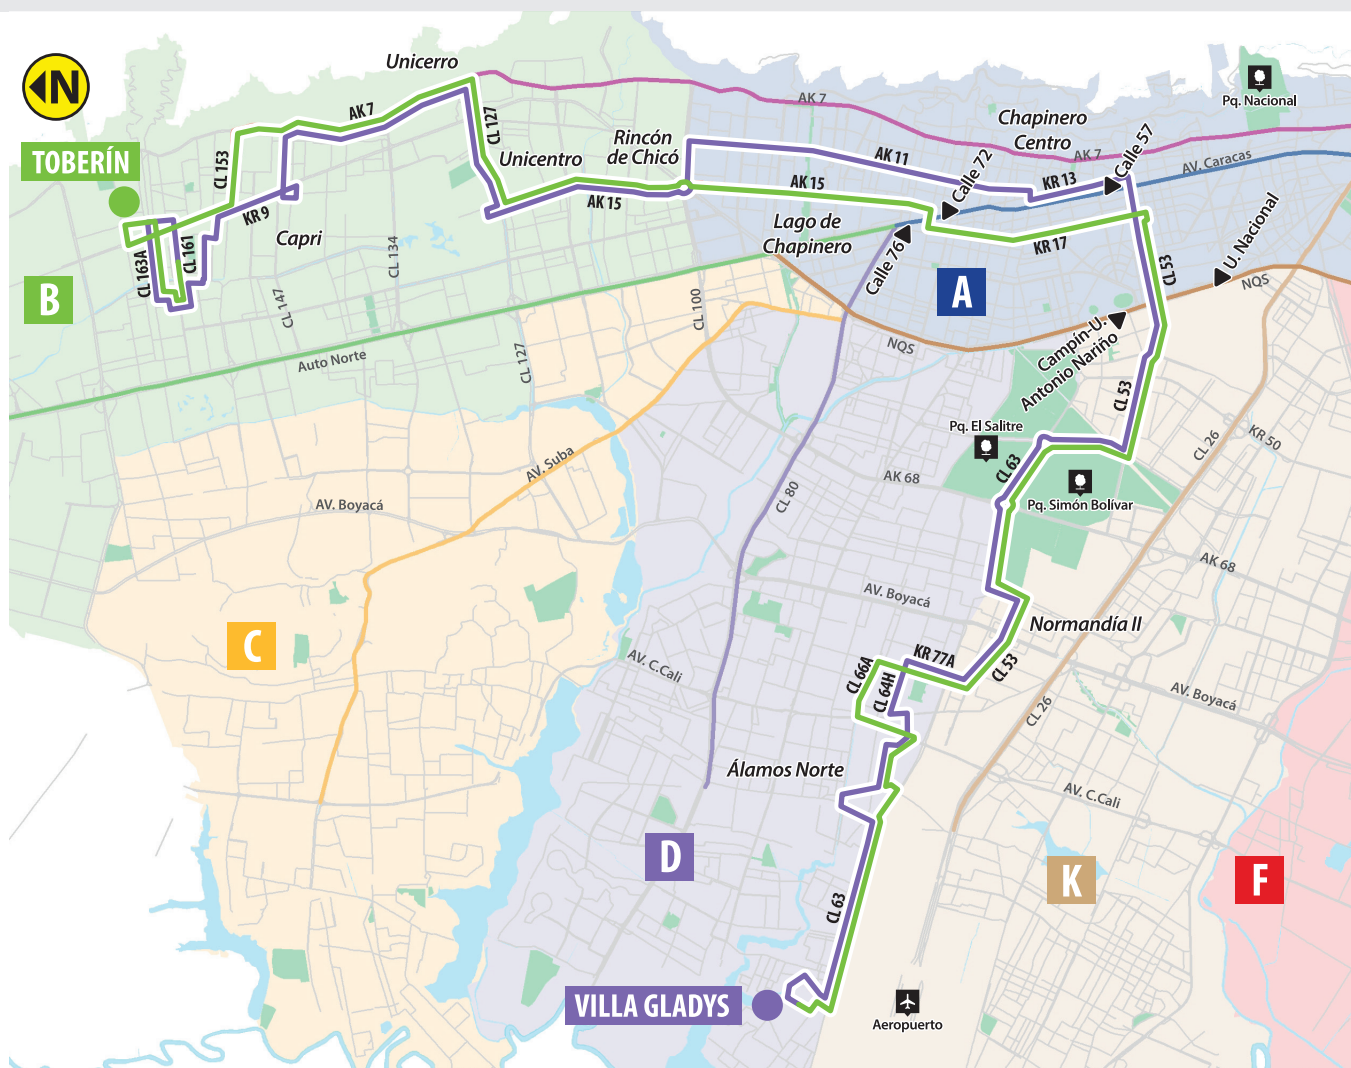 N
TOBERÍN
B
Unicerro
AK 7
CL 127
CL 153
Unicentro
Rincón
de Chicó
AK 7
Chapinero
Centro
AK 7
Calle 57
Pq. Nacional
AV. Caracas
AK 11
Calle 72
KR 13
AK 15
AK 15
KR 9
Capri
CL 161
CL 163A
CL 134
CL 147
CL 127
CL 100
Auto Norte
Lago de
Chapinero
Calle 76
KR 17
A
CL 53
U. Nacional
NQS
NQS
Campín-U.
Antonio Nariño
CL 53
Pq. El Salitre
CL 63
Pq. Simón Bolívar
CL 26
KR 50
AK 68
AK 68
AV. Suba
AV. Boyacá
CL 80
AV. Boyacá
Normandía II
C
AV. C.Cali
KR 77A
CL 66A
CL 64H
CL 53
CL 26
AV. Boyacá
Álamos Norte
AV. C.Cali
D
K
F
CL 63
VILLA GLADYS
Aeropuerto